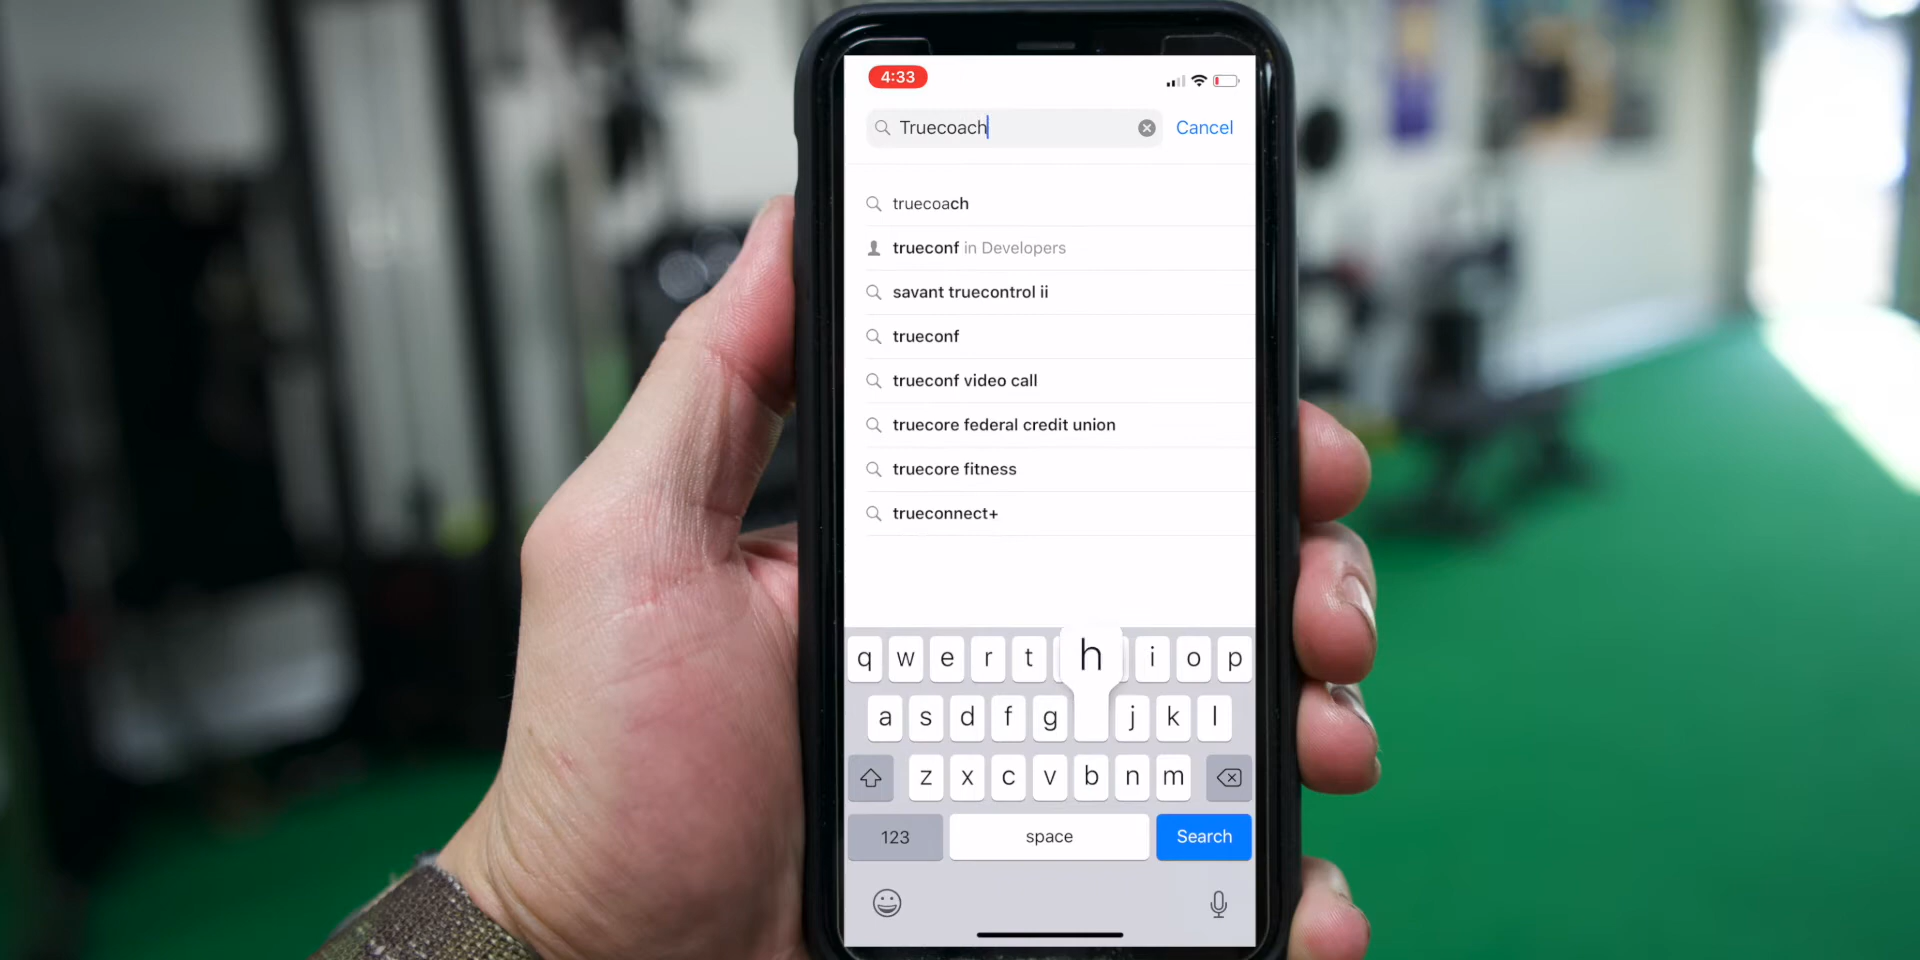 4:33
Truecoach
Cancel
truecoach
trueconf in Developers
savant truecontrol ii
trueconf
trueconf video call
truecore federal credit union
truecore fitness
trueconnect+
q w e r t h i o p
a s d f g j k l
z x c v b n m
123 space Search